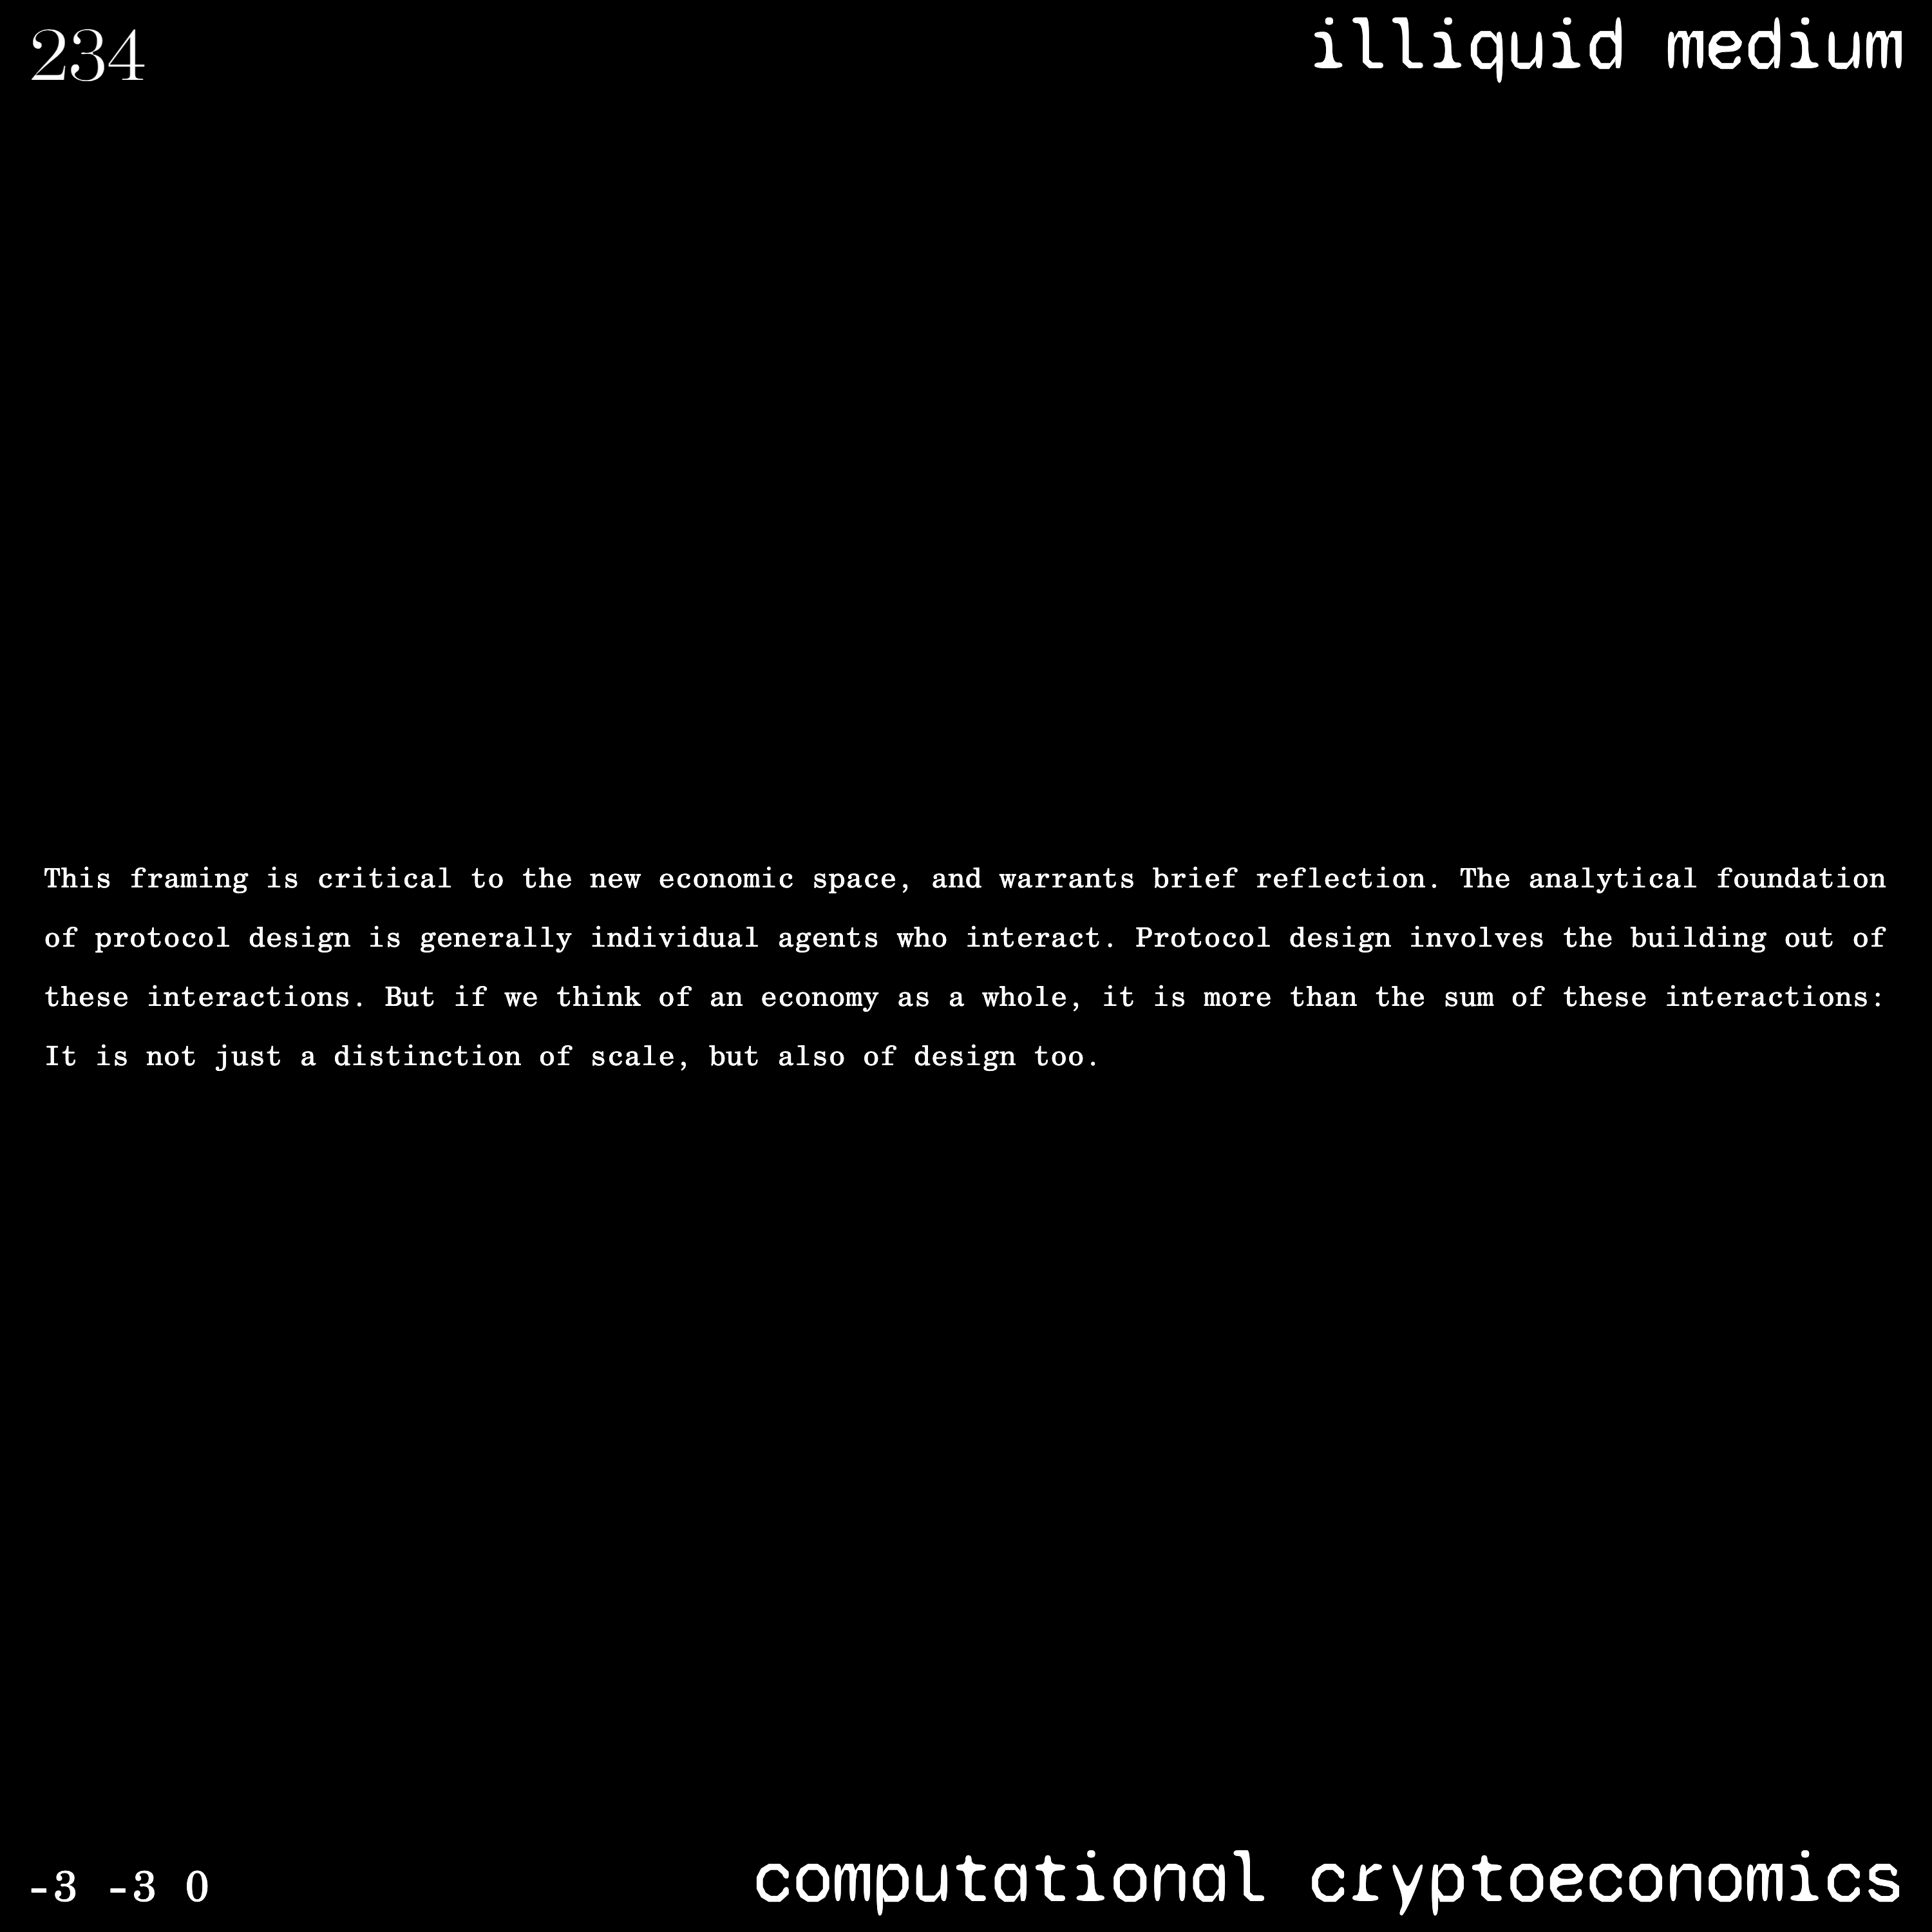 234
illiquid medium
This framing is critical to the new economic space, and warrants brief reflection. The analytical foundation
of protocol design is generally individual agents who interact. Protocol design involves the building out of
these interactions. But if we think of an economy as a whole, it is more than the sum of these interactions:
It is not just a distinction of scale, but also of design too.
-3 -3 0
computational cryptoeconomics